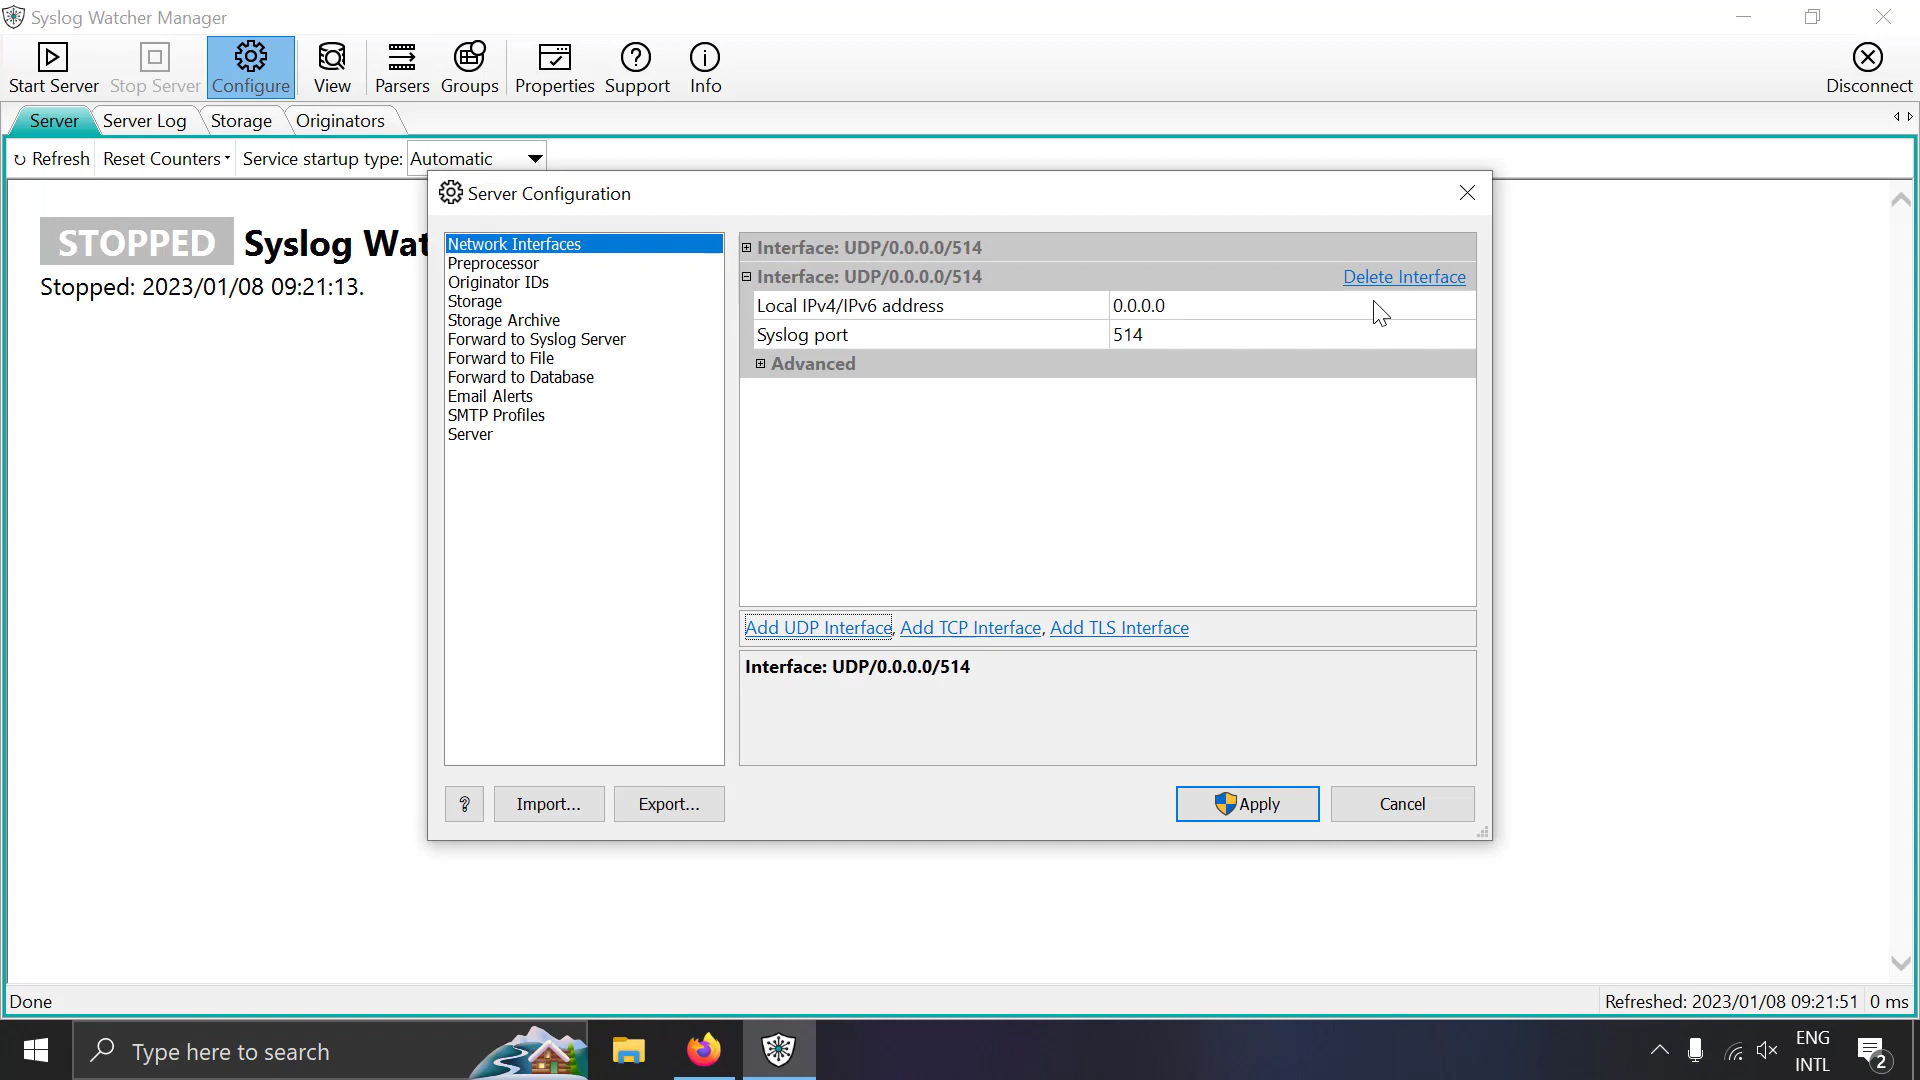 Syslog Watcher Manager
Start Server Stop Server Configure View Parsers Groups Properties Support Info Disconnect
Server Server Log Storage Originators
Refresh Reset Counters Service startup type: Automatic
Server Configuration
STOPPED Syslog Wat
Stopped: 2023/01/08 09:21:13.
Network Interfaces
Preprocessor
Originator IDs
Storage
Storage Archive
Forward to Syslog Server
Forward to File
Forward to Database
Email Alerts
SMTP Profiles
Server
Interface: UDP/0.0.0.0/514
Interface: UDP/0.0.0.0/514 Delete Interface
Local IPv4/IPv6 address 0.0.0.0
Syslog port 514
Advanced
Add UDP Interface, Add TCP Interface, Add TLS Interface
Interface: UDP/0.0.0.0/514
? Import... Export... Apply Cancel
Done Refreshed: 2023/01/08 09:21:51 0 ms
Type here to search
ENG
INTL
2